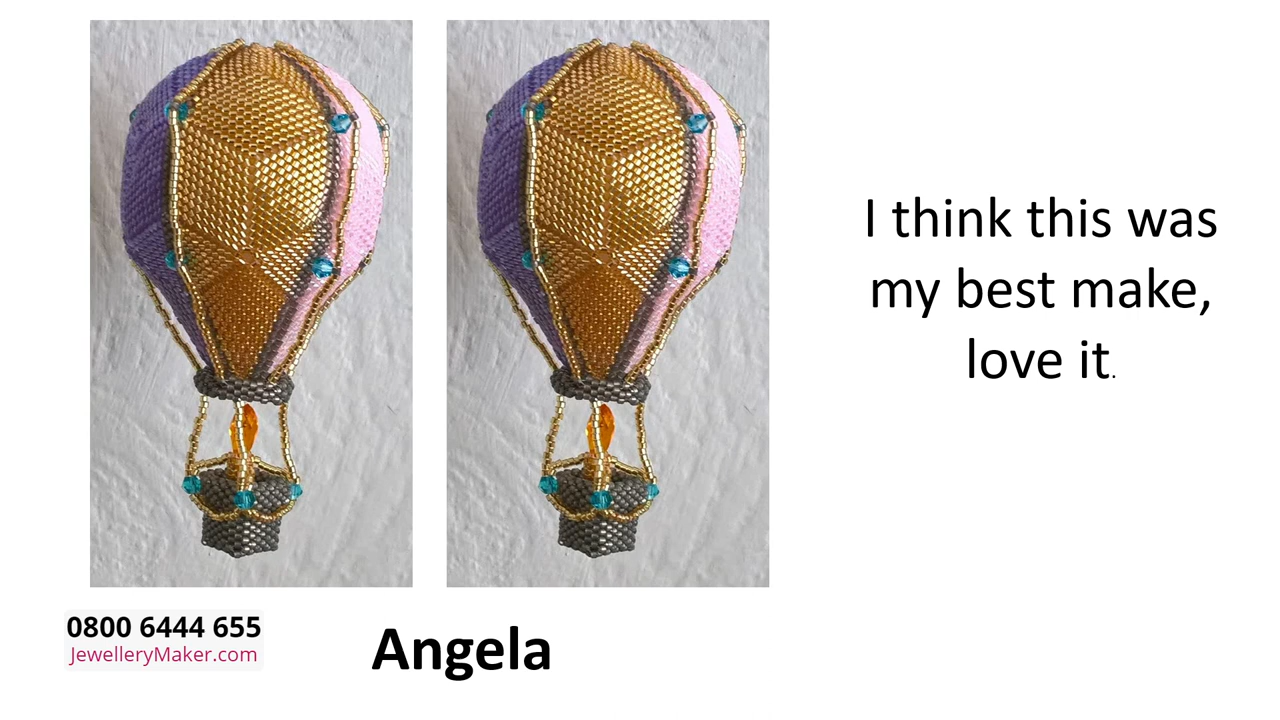 I think this was
my best make,
love it.
0800 6444 655
JewelleryMaker.com
Angela